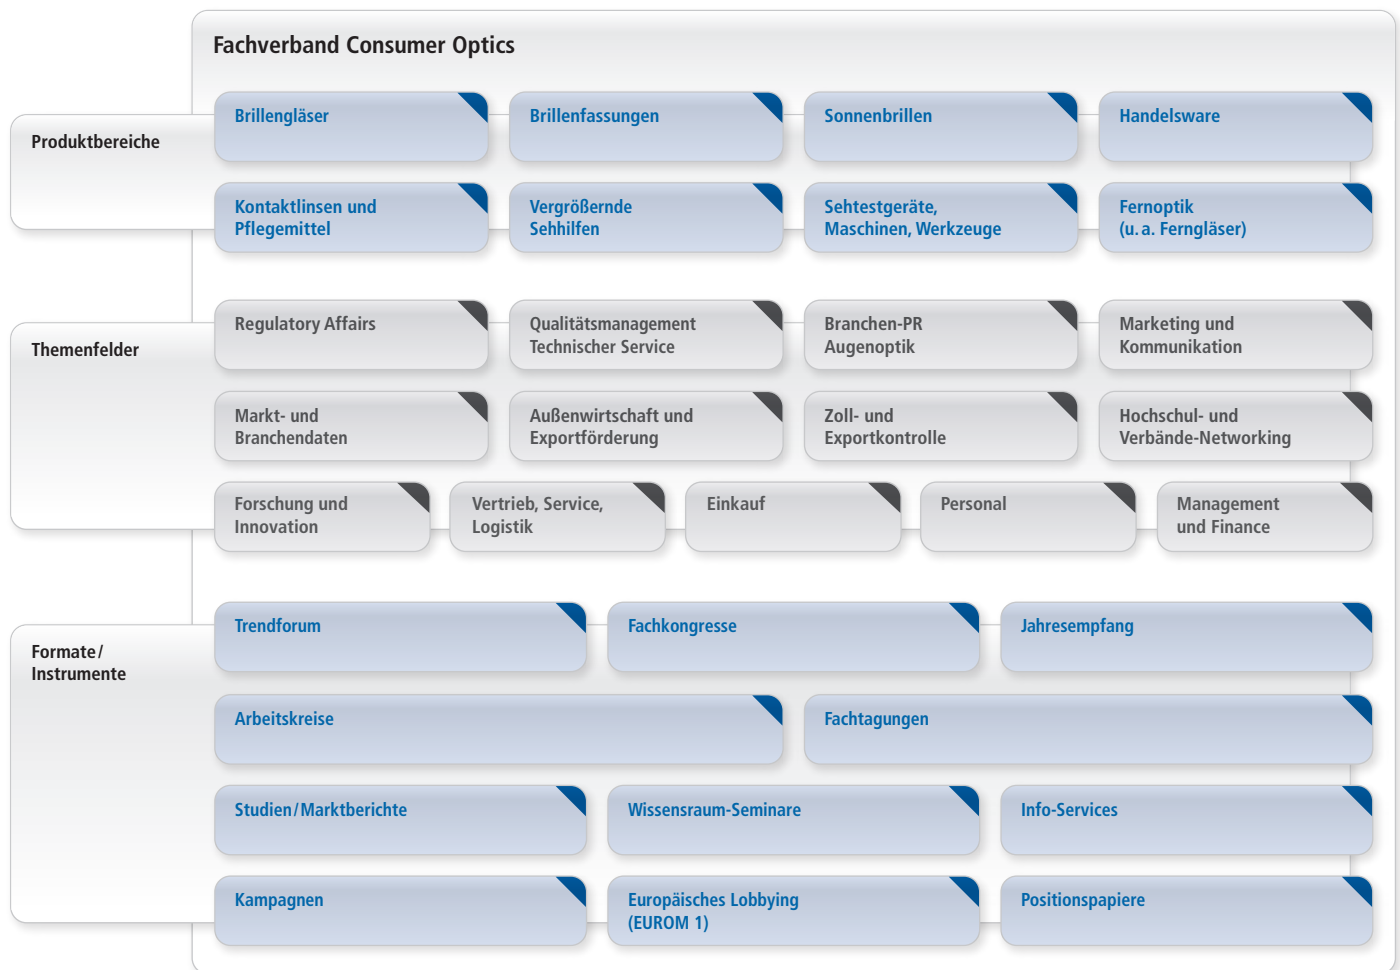 Fachverband Consumer Optics
Produktbereiche
Brillengläser
Brillenfassungen
Sonnenbrillen
Handelsware
Kontaktlinsen und
Pflegemittel
Vergrößernde
Sehhilfen
Sehtestgeräte,
Maschinen, Werkzeuge
Fernoptik
(u. a. Ferngläser)
Themenfelder
Regulatory Affairs
Qualitätsmanagement
Technischer Service
Branchen-PR
Augenoptik
Marketing und
Kommunikation
Markt- und
Branchendaten
Außenwirtschaft und
Exportförderung
Zoll- und
Exportkontrolle
Hochschul- und
Verbände-Networking
Forschung und
Innovation
Vertrieb, Service,
Logistik
Einkauf
Personal
Management
und Finance
Formate/
Instrumente
Trendforum
Fachkongresse
Jahresempfang
Arbeitskreise
Fachtagungen
Studien/Marktberichte
Wissensraum-Seminare
Info-Services
Kampagnen
Europäisches Lobbying
(EUROM 1)
Positionspapiere